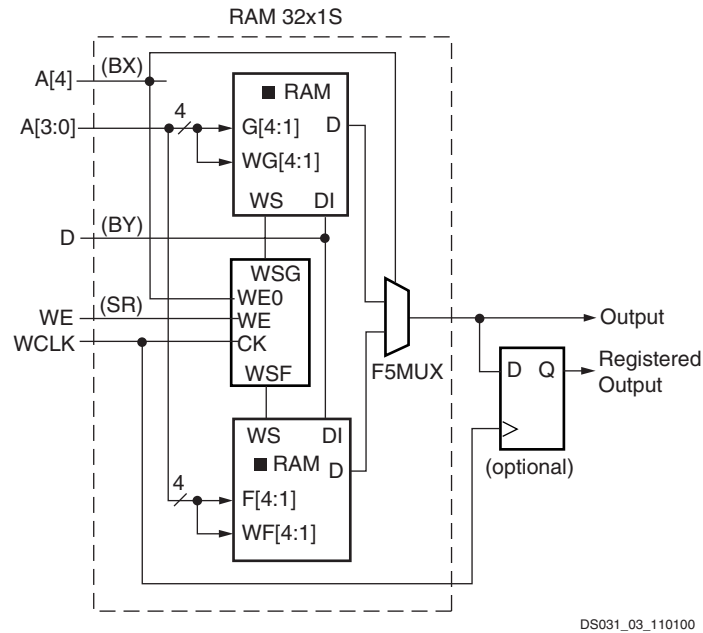 RAM 32x1S
A[4]
(BX)
■ RAM
4
A[3:0]
G[4:1]
D
WG[4:1]
WS
DI
D
(BY)
WSG
WE0
WE
(SR)
WE
WCLK
CK
WSF
F5MUX
Output
D
Q
Registered
Output
(optional)
WS
DI
■ RAM
D
4
F[4:1]
WF[4:1]
DS031_03_110100